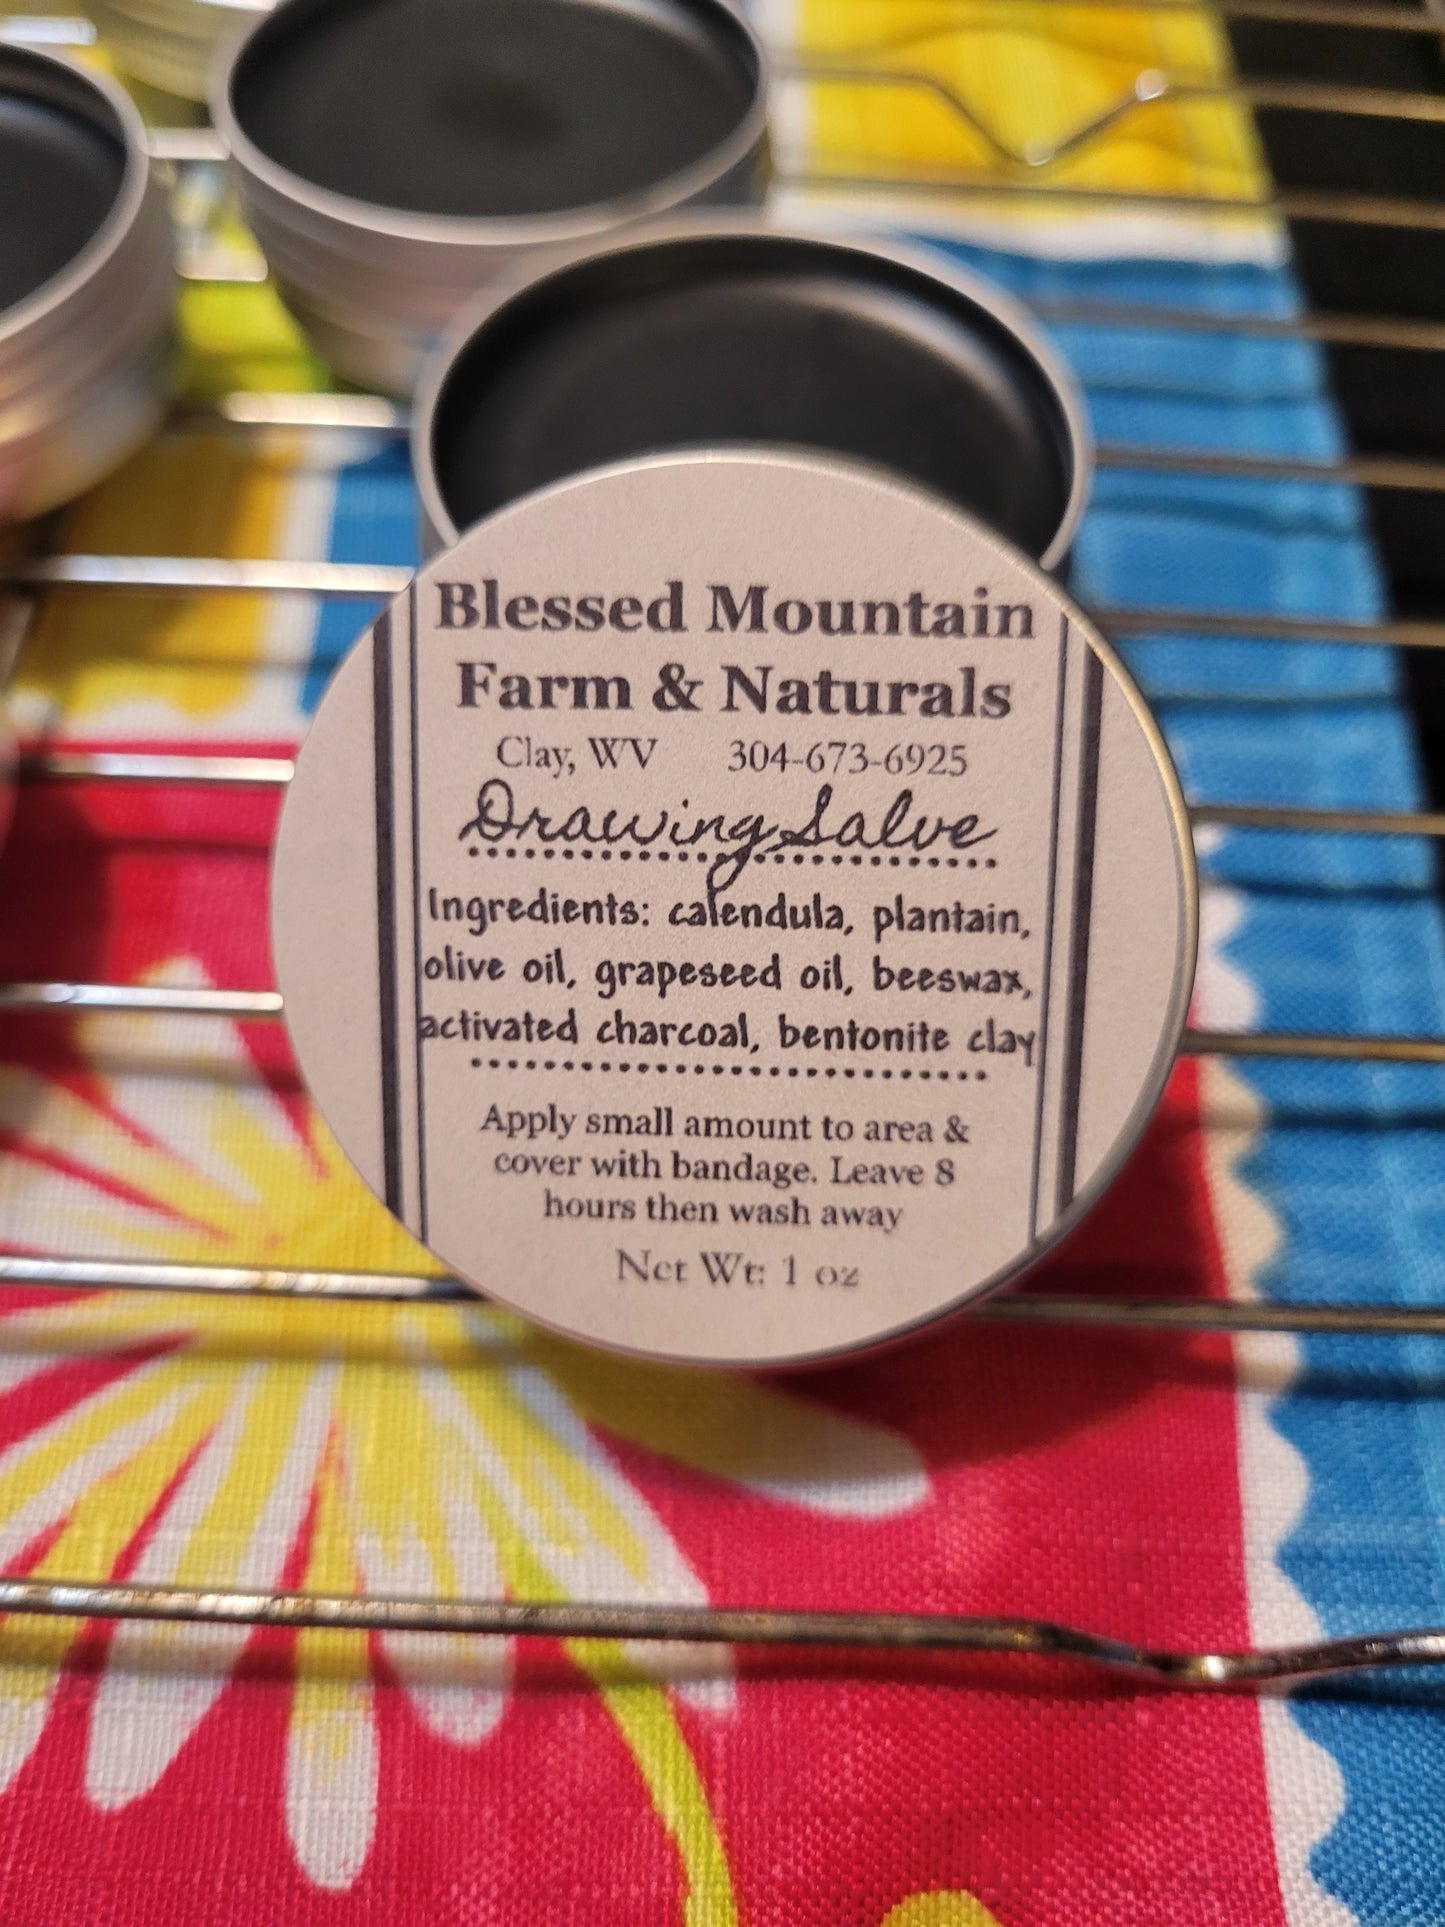 Blessed Mountain
Farm & Naturals
Clay, WV 304-673-6925
Drawing Salve
Ingredients: calendula, plantain,
olive oil, grapeseed oil, beeswax,
activated charcoal, bentonite clay
Apply small amount to area &
cover with bandage. Leave 8
hours then wash away
Net Wt: 1 oz